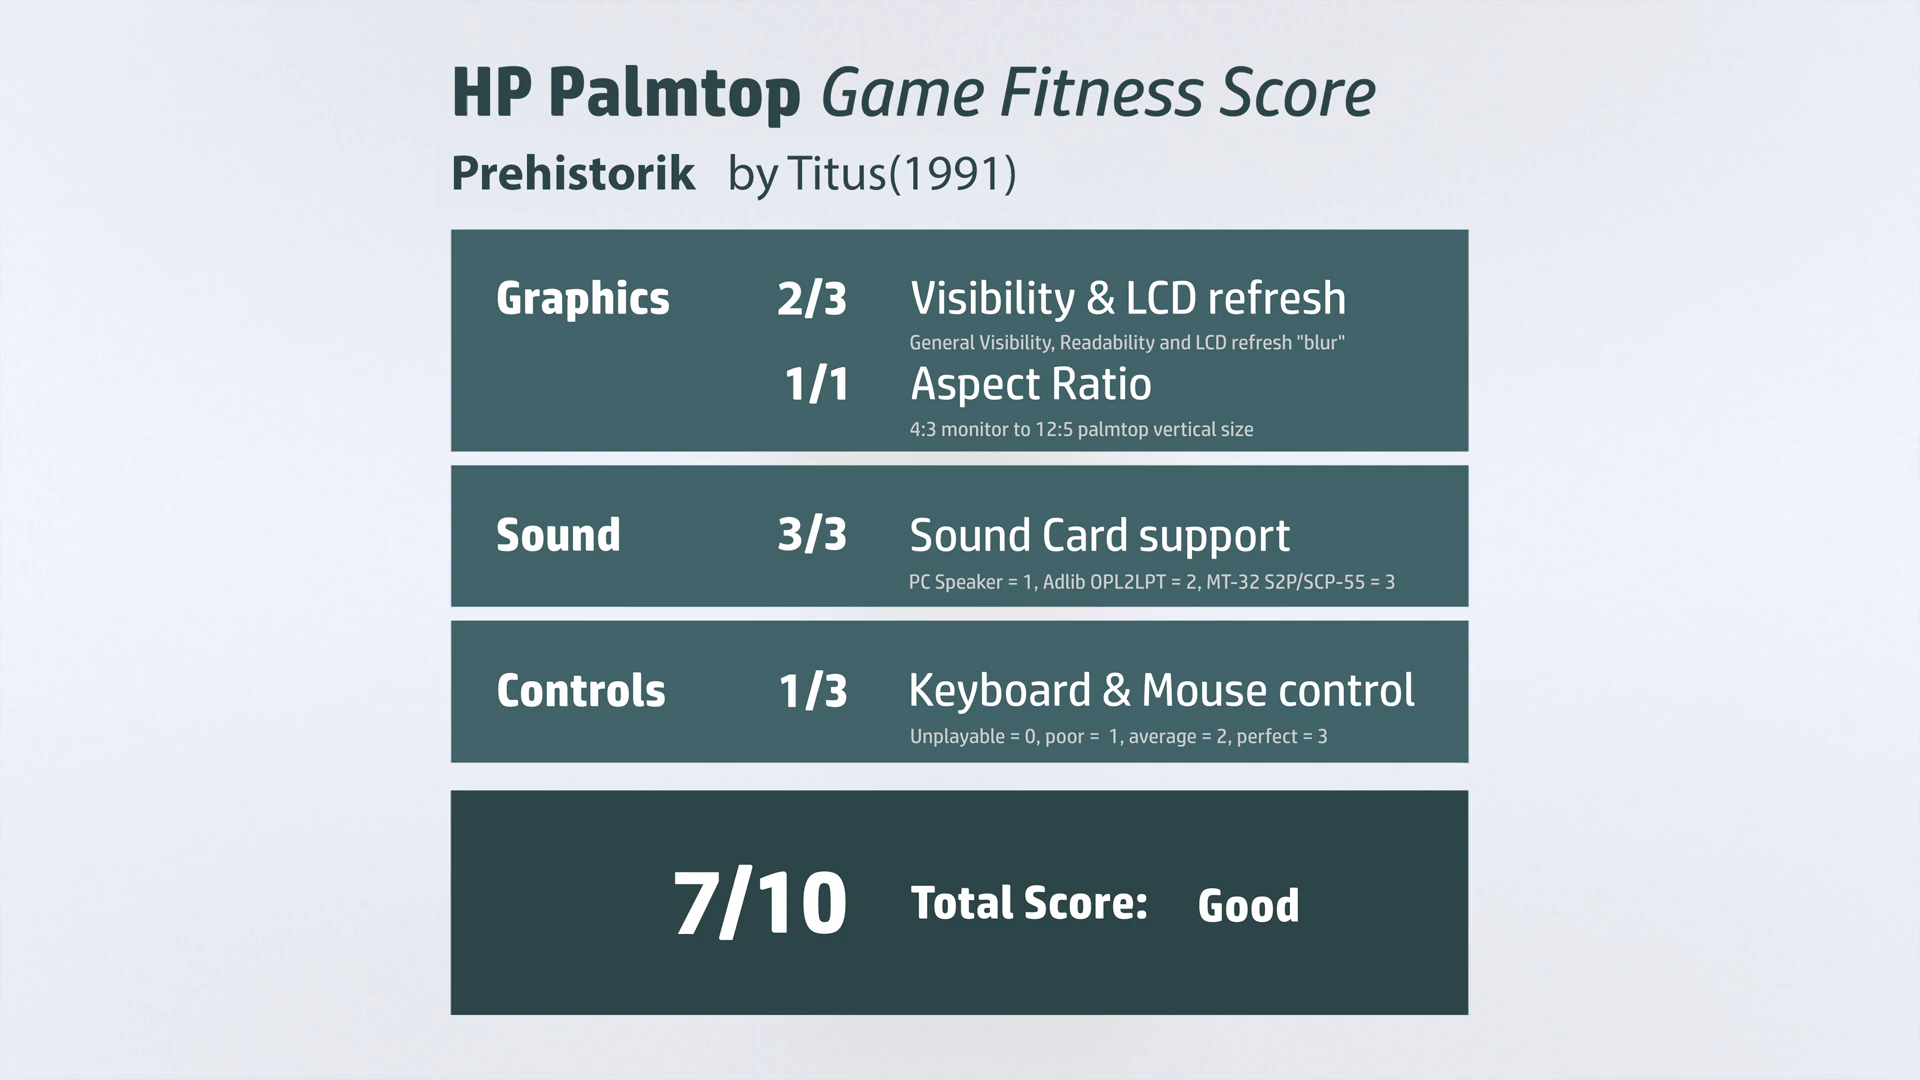 HP Palmtop Game Fitness Score
Prehistorik by Titus(1991)
Graphics 2/3 Visibility & LCD refresh
General Visibility, Readability and LCD refresh "blur"
1/1 Aspect Ratio
4:3 monitor to 12:5 palmtop vertical size
Sound 3/3 Sound Card support
PC Speaker = 1, Adlib OPL2LPT = 2, MT-32 S2P/SCP-55 = 3
Controls 1/3 Keyboard & Mouse control
Unplayable = 0, poor = 1, average = 2, perfect = 3
7/10 Total Score: Good